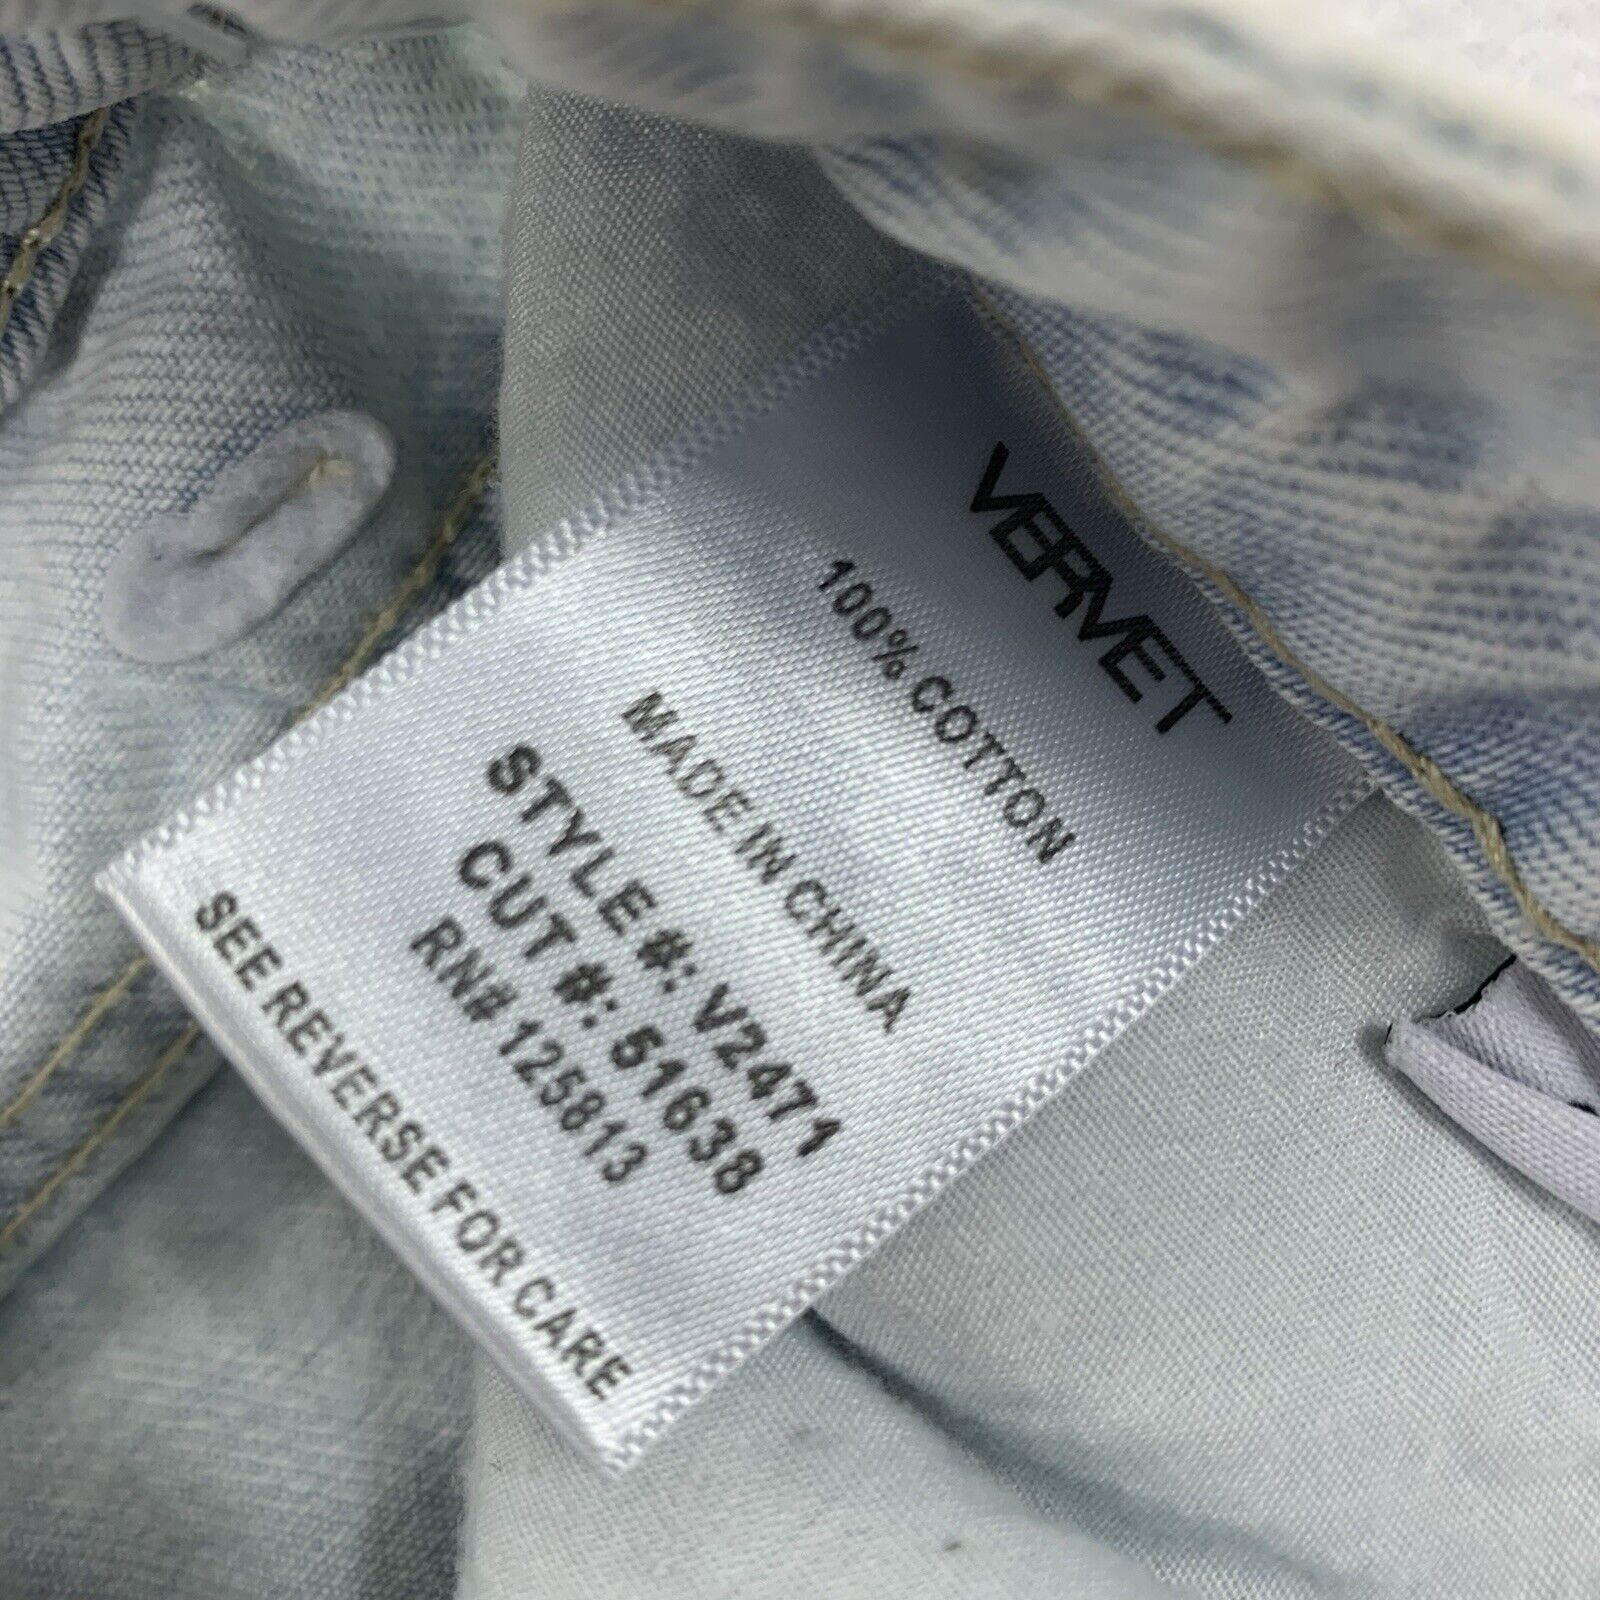 VERVET
100% COTTON
MADE IN CHINA
STYLE #: V2471
CUT #: 51638
RN# 125813
SEE REVERSE FOR CARE